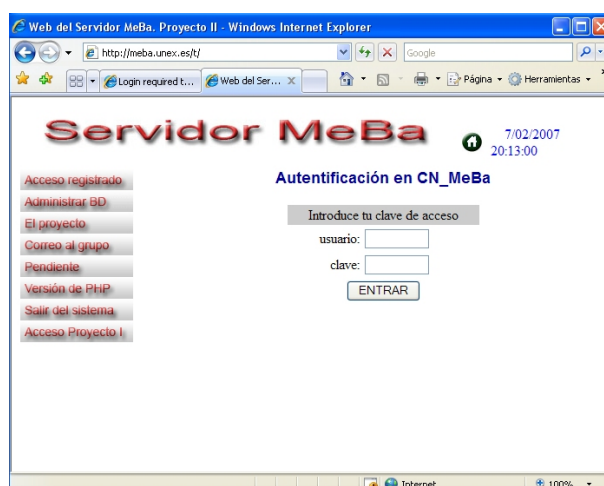 Web del Servidor MeBa. Proyecto II - Windows Internet Explorer
http://meba.unex.es/t/
Google
Login required t...
Web del Ser...
Página
Herramientas
Servidor MeBa
7/02/2007
20:13:00
Acceso registrado
Administrar BD
El proyecto
Correo al grupo
Pendiente
Versión de PHP
Salir del sistema
Acceso Proyecto I
Autentificación en CN_MeBa
Introduce tu clave de acceso
usuario:
clave:
ENTRAR
Internet
100%